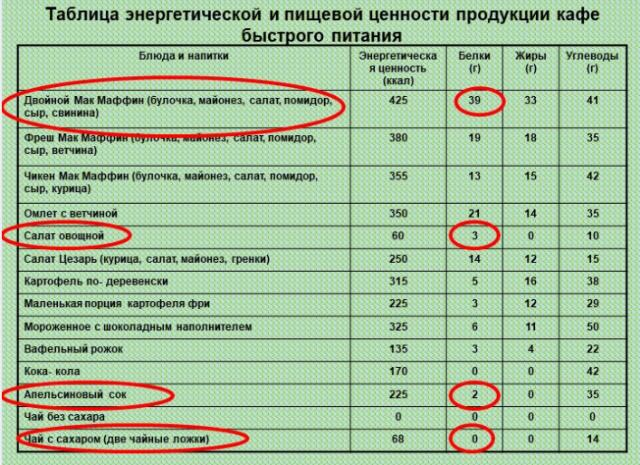 Таблица энергетической и пищевой ценности продукции кафе
быстрого питания
Блюда и напитки Энергетическа Белки Жиры Углеводы
я ценность (г) (г) (г)
(ккал)
Двойной Мак Маффин (булочка, майонез, салат, помидор, 425 39 33 41
сыр, свинина)
Фреш Мак Маффин (булочка, майонез, салат, помидор, 380 19 18 35
сыр, ветчина)
Чикен Мак Маффин (булочка, майонез, салат, помидор, 355 13 15 42
сыр, курица)
Омлет с ветчиной 350 21 14 35
Салат овощной 60 3 0 10
Салат Цезарь (курица, салат, майонез, гренки) 250 14 12 15
Картофель по- деревенски 315 5 16 38
Маленькая порция картофеля фри 225 3 12 29
Мороженное с шоколадным наполнителем 325 6 11 50
Вафельный рожок 135 3 4 22
Кока- кола 170 0 0 42
Апельсиновый сок 225 2 0 35
Чай без сахара 0 0 0 0
Чай с сахаром (две чайные ложки) 68 0 0 14